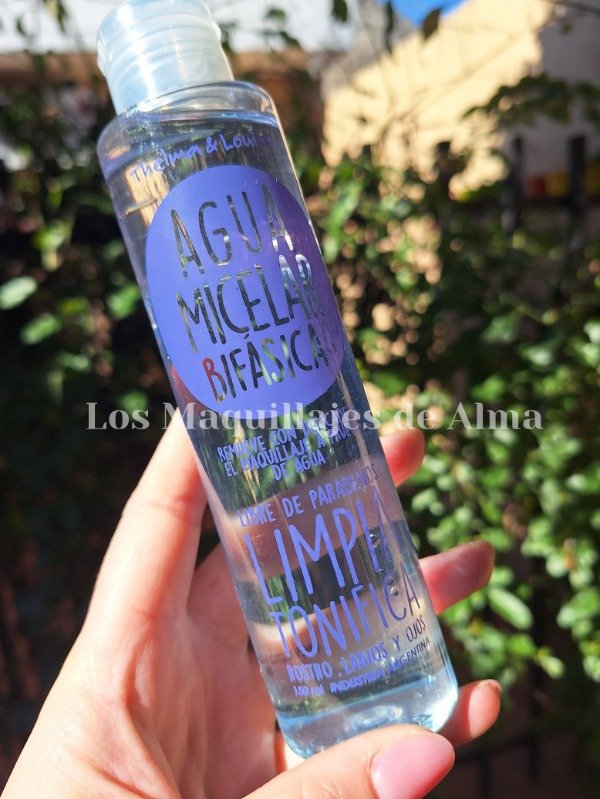 Thelma & Louise
AGUA
MICELAR
BIFASICA
Los Maquillajes de Alma
REMUEVE CON
EL MAQUILLAJE A
DE AGUA
LIBRE DE PARABENOS
LIMPIA
TONIFICA
ROSTRO, LABIOS Y OJOS
150 ml INDUSTRIA ARGENTINA